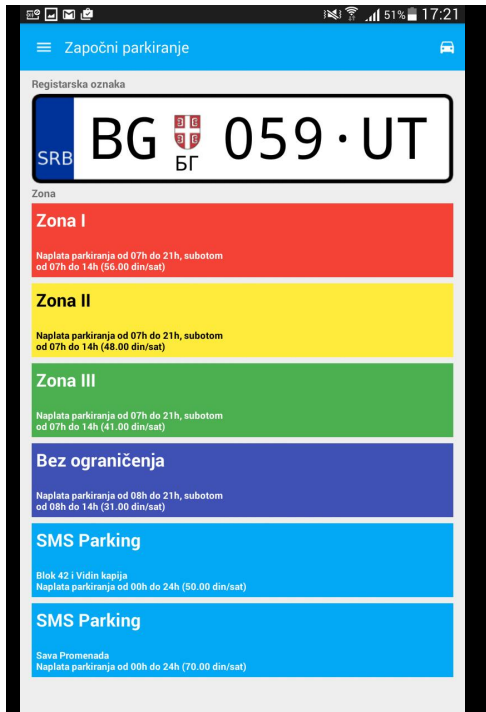 51% 17:21
Započni parkiranje
Registarska oznaka
SRB BG БГ 059·UT
Zona
Zona I
Naplata parkiranja od 07h do 21h, subotom
od 07h do 14h (56.00 din/sat)
Zona II
Naplata parkiranja od 07h do 21h, subotom
od 07h do 14h (48.00 din/sat)
Zona III
Naplata parkiranja od 07h do 21h, subotom
od 07h do 14h (41.00 din/sat)
Bez ograničenja
Naplata parkiranja od 08h do 21h, subotom
od 08h do 14h (31.00 din/sat)
SMS Parking
Blok 42 i Vidin kapija
Naplata parkiranja od 00h do 24h (50.00 din/sat)
SMS Parking
Sava Promenada
Naplata parkiranja od 00h do 24h (70.00 din/sat)